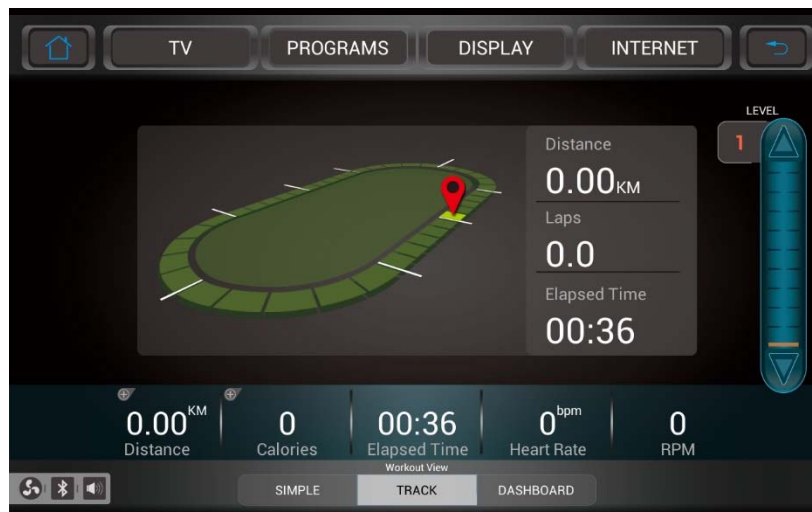 TV
PROGRAMS
DISPLAY
INTERNET
LEVEL
1
Distance
0.00KM
Laps
0.0
Elapsed Time
00:36
0.00KM
Distance
0
Calories
00:36
Elapsed Time
0bpm
Heart Rate
0
RPM
Workout View
SIMPLE
TRACK
DASHBOARD